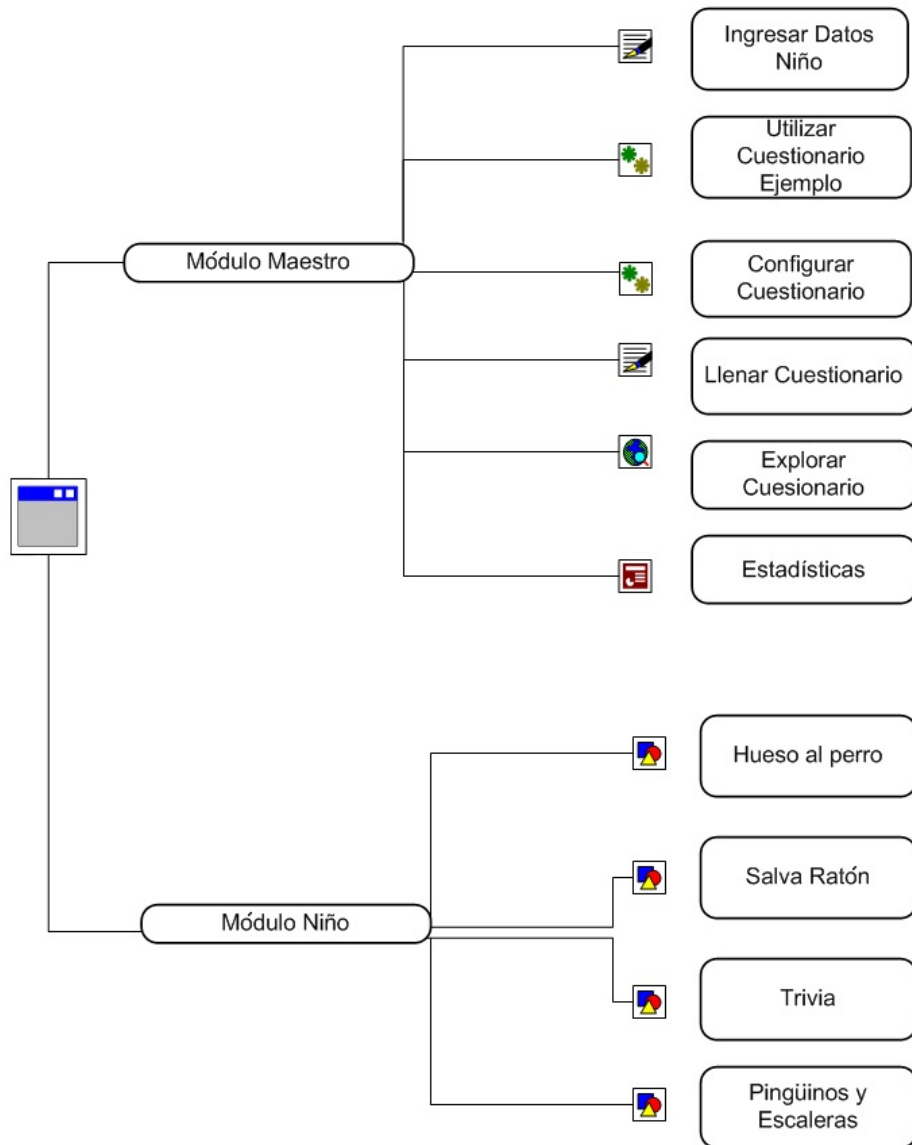 Ingresar Datos
Niño
Utilizar
Cuestionario
Ejemplo
Módulo Maestro
Configurar
Cuestionario
Llenar Cuestionario
Explorar
Cuesionario
Estadísticas
Hueso al perro
Salva Ratón
Módulo Niño
Trivia
Pingüinos y
Escaleras